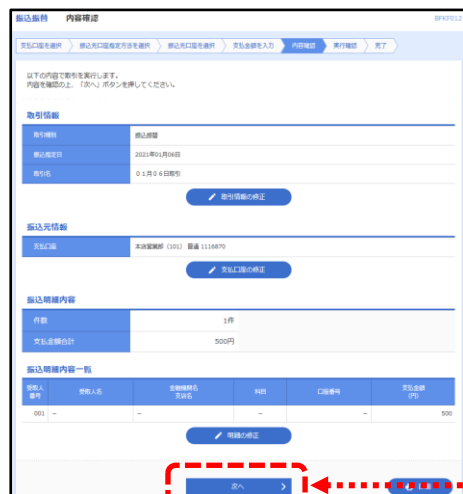 振込振替 内容確認 BFKF012
支払口座を選択 振込先口座指定方法を選択 振込先口座を選択 支払金額を入力 内容確認 実行確認 完了
以下の内容で取引を実行します。
内容を確認の上、「次へ」ボタンを押してください。
取引情報
取引種別 振込振替
振込指定日 2021年01月06日
取引名 01月06日取引
取引情報の修正
振込元情報
支払口座 本店営業部(101) 普通 1116870
支払口座の修正
振込明細内容
件数 1件
支払金額合計 500円
振込明細内容一覧
受取人番号 受取人名 金融機関名 支店名 科目 口座番号 支払金額(円)
001 - - - - 500
明細の修正
次へ